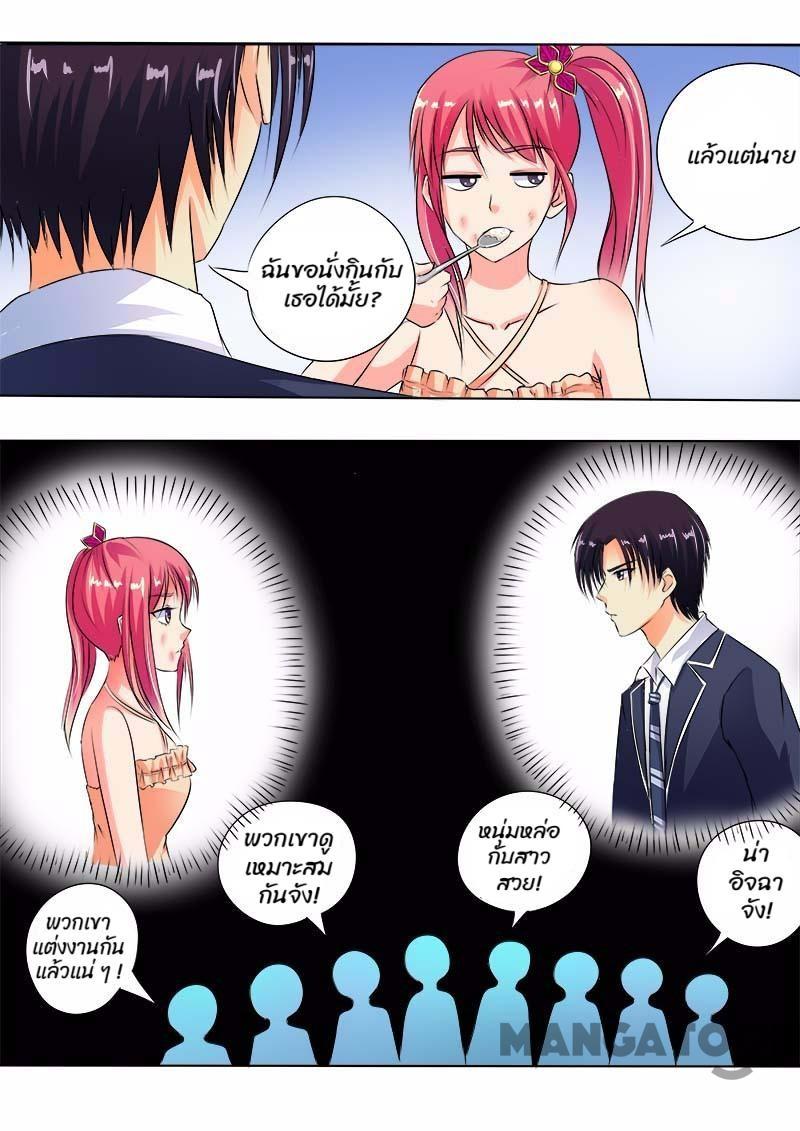 แล้วแต่นาย
ฉันขอนั่งกินกับ
เธอได้มั้ย?
พวกเขาดู
เหมาะสม
กันจัง!
หนุ่มหล่อ
กับสาว
สวย!
น่า
อิจฉา
จัง!
พวกเขา
แต่งงานกัน
แล้วแน่ ๆ !